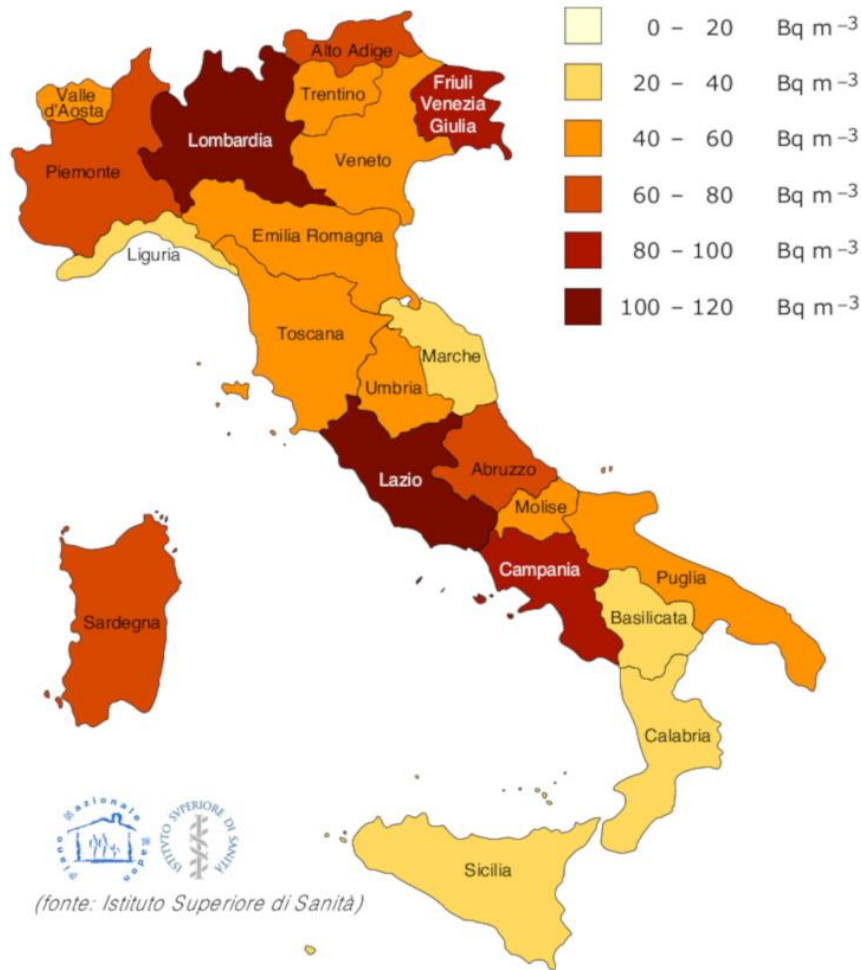 0 – 20 Bq m⁻³
20 – 40 Bq m⁻³
40 – 60 Bq m⁻³
60 – 80 Bq m⁻³
80 – 100 Bq m⁻³
100 – 120 Bq m⁻³
Alto Adige
Valle
d'Aosta
Trentino
Friuli
Venezia
Giulia
Lombardia
Veneto
Piemonte
Emilia Romagna
Liguria
Toscana
Marche
Umbria
Abruzzo
Lazio
Molise
Campania
Puglia
Basilicata
Sardegna
Calabria
Sicilia
Piano Nazionale Radon
ISTITUTO SUPERIORE DI SANITÀ
(fonte: Istituto Superiore di Sanità)